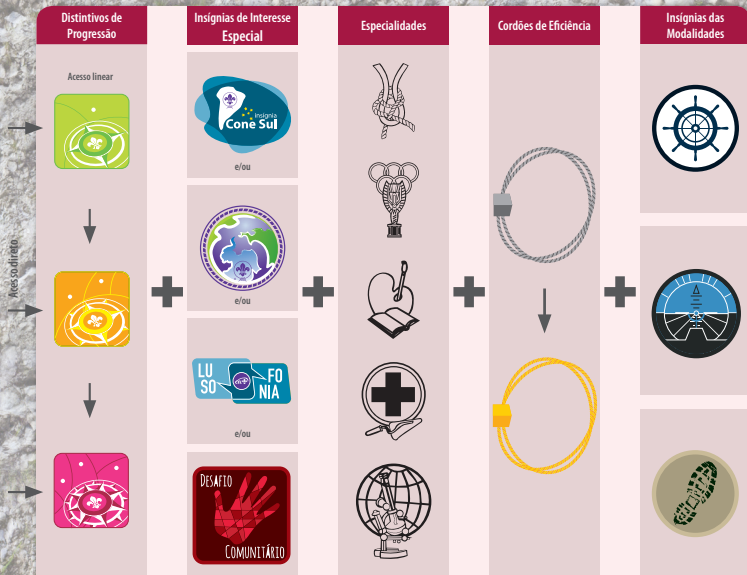 Distintivos de
Progressão
Acesso linear
Acesso direto
Insígnias de Interesse
Especial
insígnia
Cone Sul
e/ou
e/ou
LU
SO
FO
NIA
e/ou
DESAFIO
COMUNITÁRIO
Especialidades
Cordões de Eficiência
Insígnias das
Modalidades